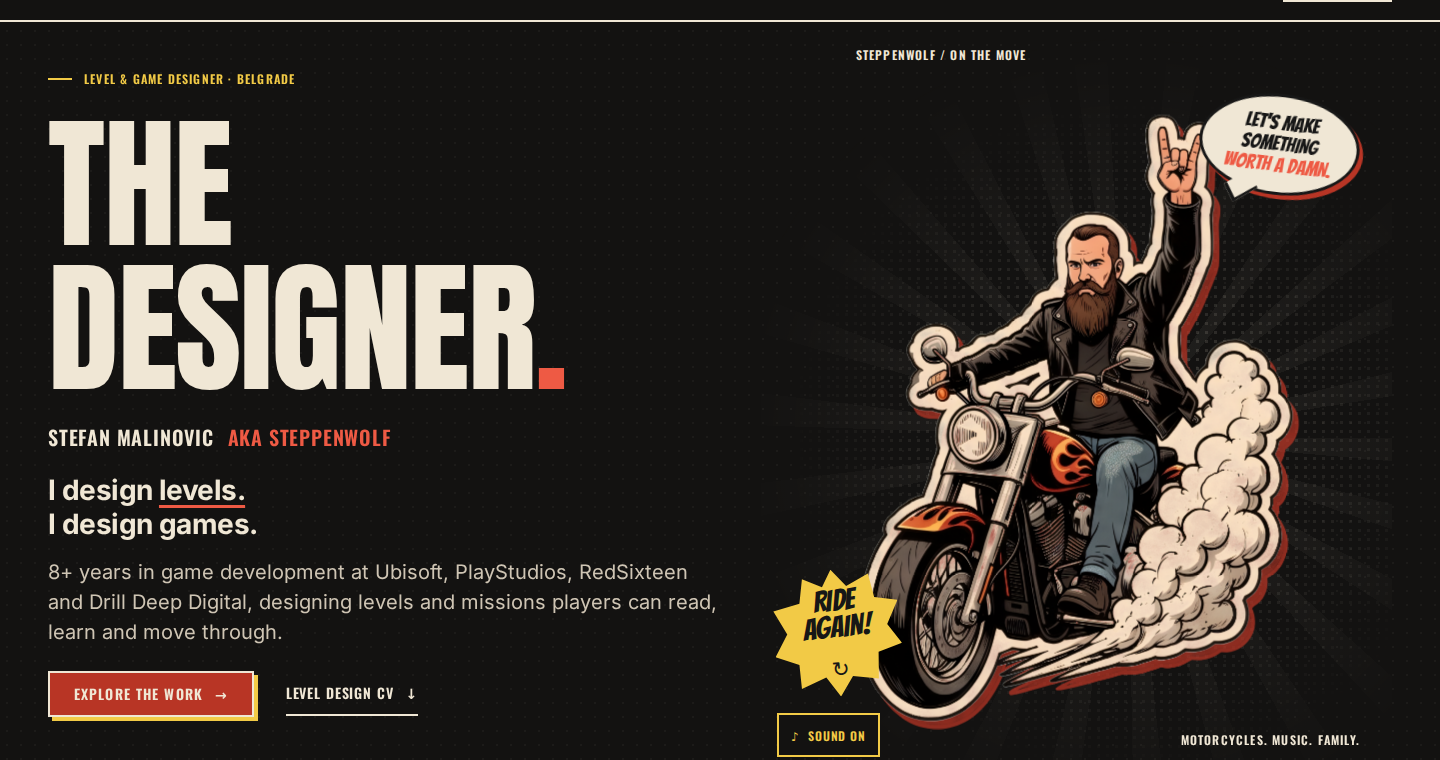 LEVEL & GAME DESIGNER · BELGRADE
THE
DESIGNER.
STEFAN MALINOVIC AKA STEPPENWOLF
I design levels.
I design games.
8+ years in game development at Ubisoft, PlayStudios, RedSixteen
and Drill Deep Digital, designing levels and missions players can read,
learn and move through.
EXPLORE THE WORK →
LEVEL DESIGN CV ↓
STEPPENWOLF / ON THE MOVE
LET'S MAKE
SOMETHING
WORTH A DAMN.
RIDE
AGAIN!
↻
♪ SOUND ON
MOTORCYCLES. MUSIC. FAMILY.